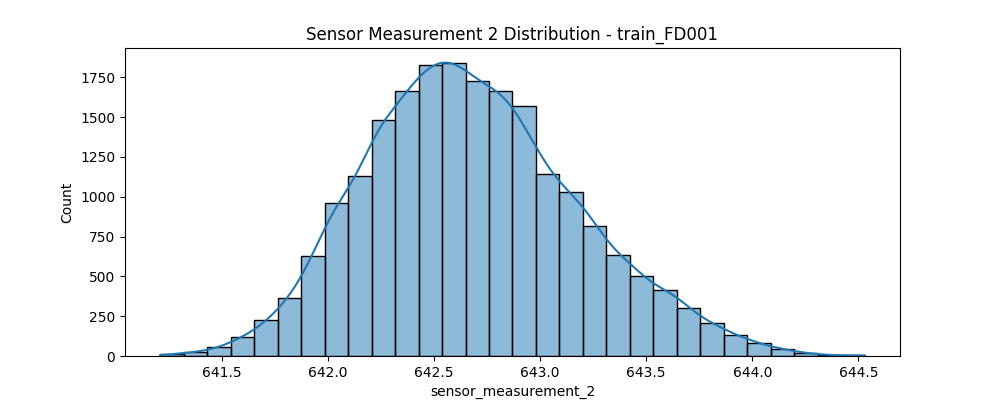 Sensor Measurement 2 Distribution - train_FD001
1750
1500
1250
1000
750
500
250
0
Count
641.5 642.0 642.5 643.0 643.5 644.0 644.5
sensor_measurement_2